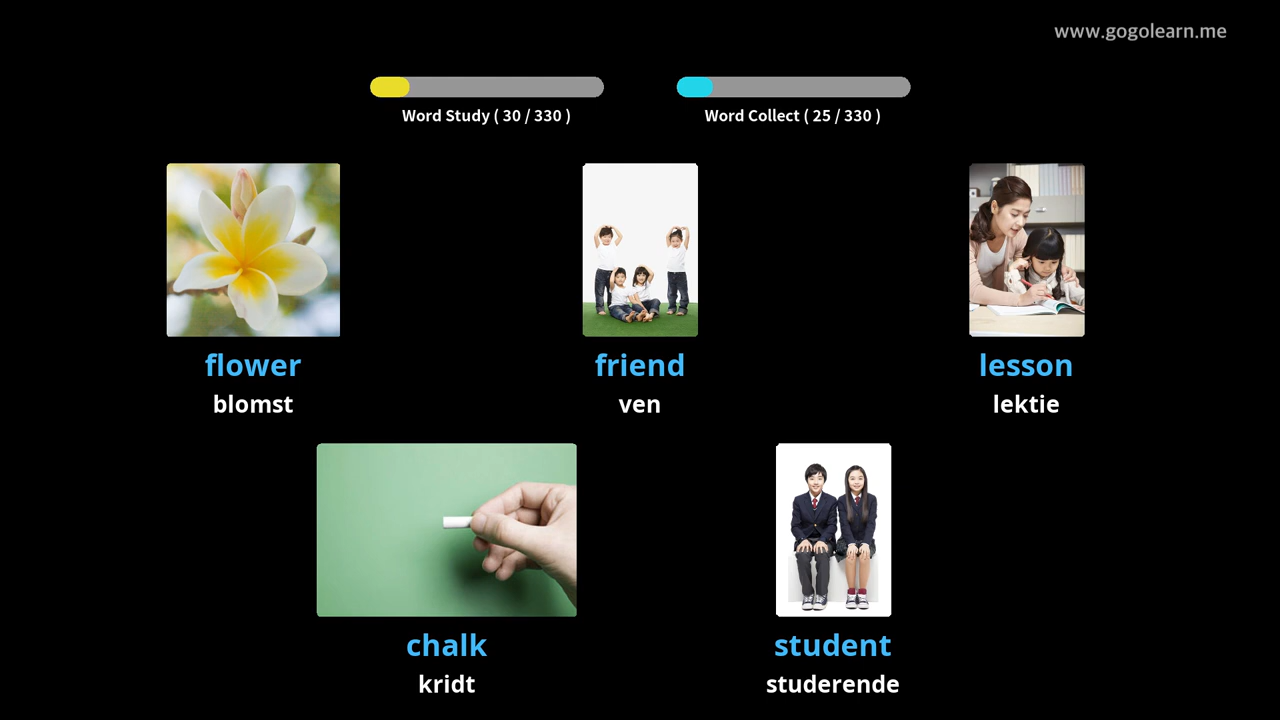 www.gogolearn.me
Word Study ( 30 / 330 )
Word Collect ( 25 / 330 )
flower
blomst
friend
ven
lesson
lektie
chalk
kridt
student
studerende